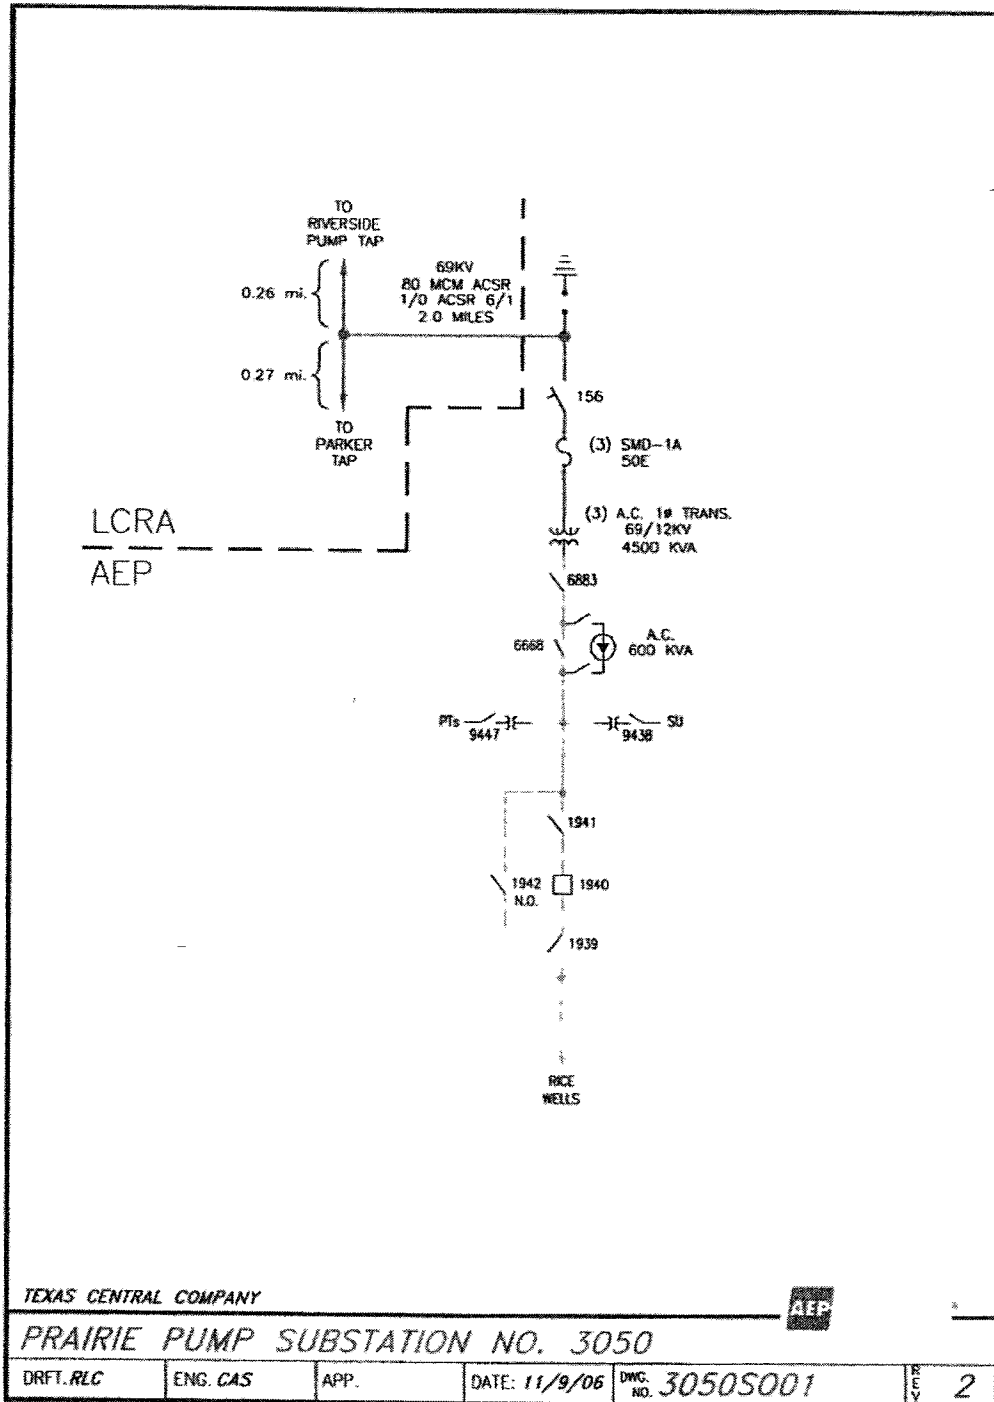 TO
RIVERSIDE
PUMP TAP
69KV
80 MCM ACSR
1/0 ACSR 6/1
2.0 MILES
0.26 mi.
0.27 mi.
TO
PARKER
TAP
156
(3) SMD-1A
50E
LCRA
AEP
(3) A.C. 1# TRANS.
69/12KV
4500 KVA
6883
6668
A.C.
600 KVA
PTs
9447
9438
SU
1941
1942
N.O.
1940
1939
RICE
WELLS
TEXAS CENTRAL COMPANY
AEP
PRAIRIE PUMP SUBSTATION NO. 3050
DRFT. RLC
ENG. CAS
APP.
DATE: 11/9/06
DWG. NO. 3050S001
REV 2